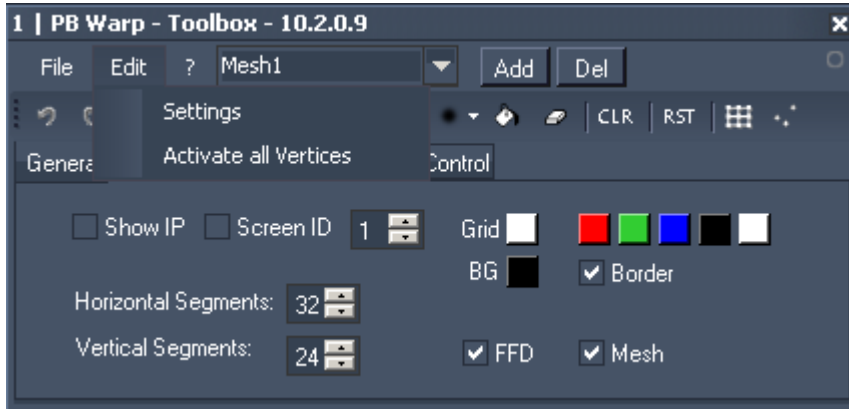 1 | PB Warp - Toolbox - 10.2.0.9
File Edit ? Mesh1 Add Del
Settings
CLR RST
Activate all Vertices
Control
Show IP Screen ID 1 Grid
BG Border
Horizontal Segments: 32
Vertical Segments: 24 FFD Mesh